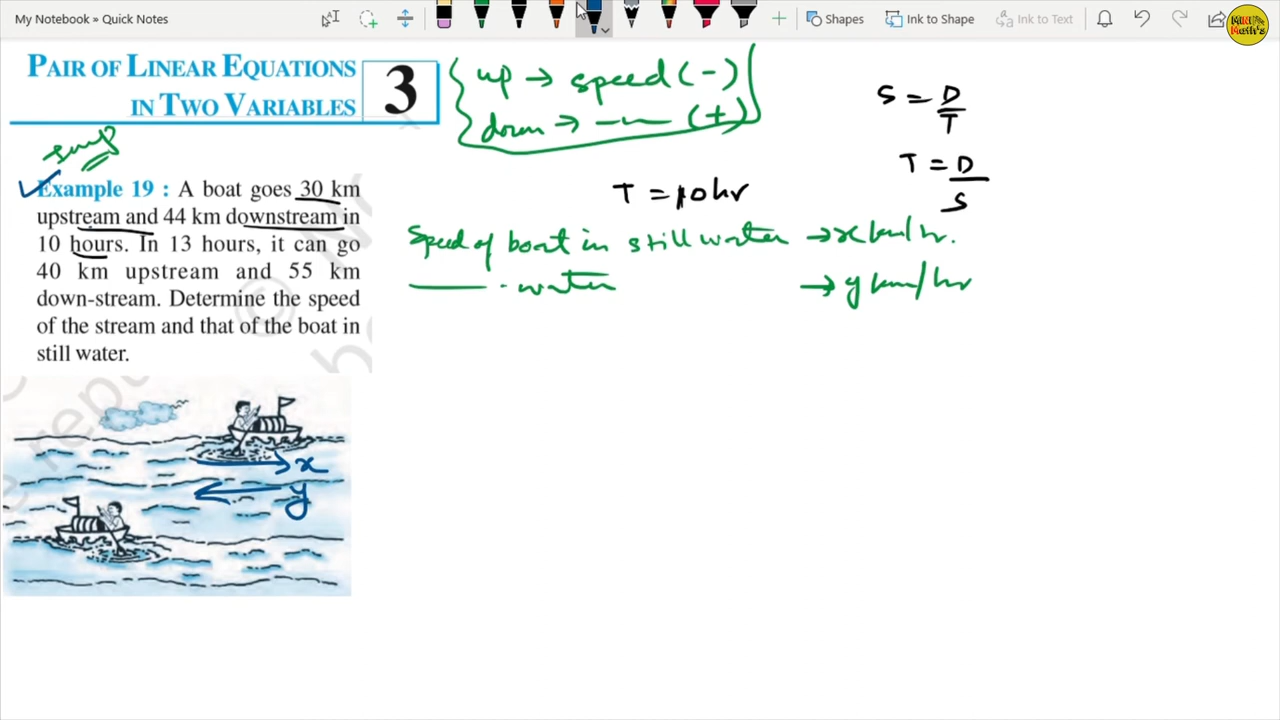 My Notebook » Quick Notes
Shapes
Ink to Shape
Ink to Text
MINI Math's
PAIR OF LINEAR EQUATIONS
IN TWO VARIABLES
3
up → speed (-)
down → —"— (+)
S = D/T
T = D/S
T = 10hr
Speed of boat in still water → x km/hr.
—— water → y km/hr
Example 19 : A boat goes 30 km
upstream and 44 km downstream in
10 hours. In 13 hours, it can go
40 km upstream and 55 km
down-stream. Determine the speed
of the stream and that of the boat in
still water.
x
y